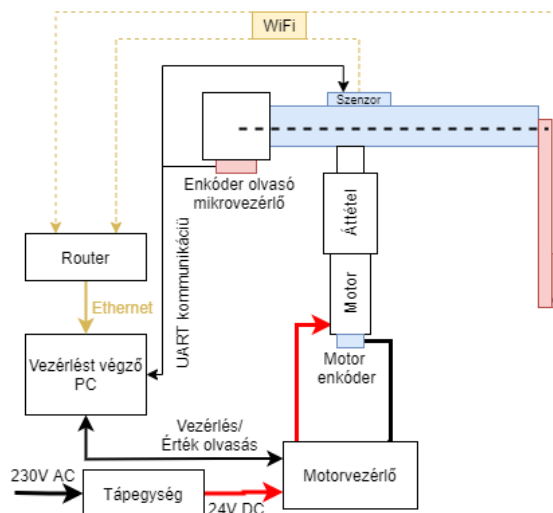 WiFi
Szenzor
Enkóder olvasó
mikrovezérlő
Áttétel
Router
UART kommunikáciü
Ethernet
Motor
Vezérlést végző
PC
Motor
enkóder
Vezérlés/
Érték olvasás
Motorvezérlő
230V AC
Tápegység
24V DC